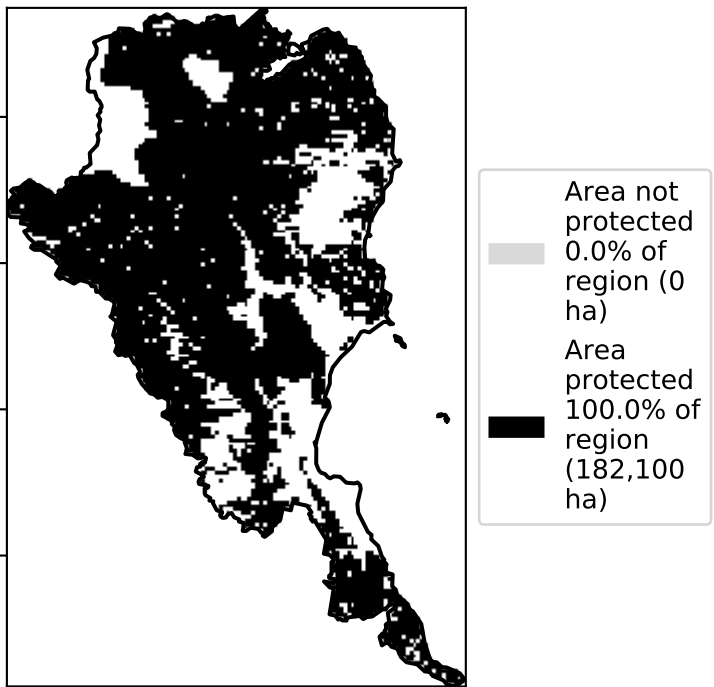 Area not
protected
0.0% of
region (0
ha)
Area
protected
100.0% of
region
(182,100
ha)